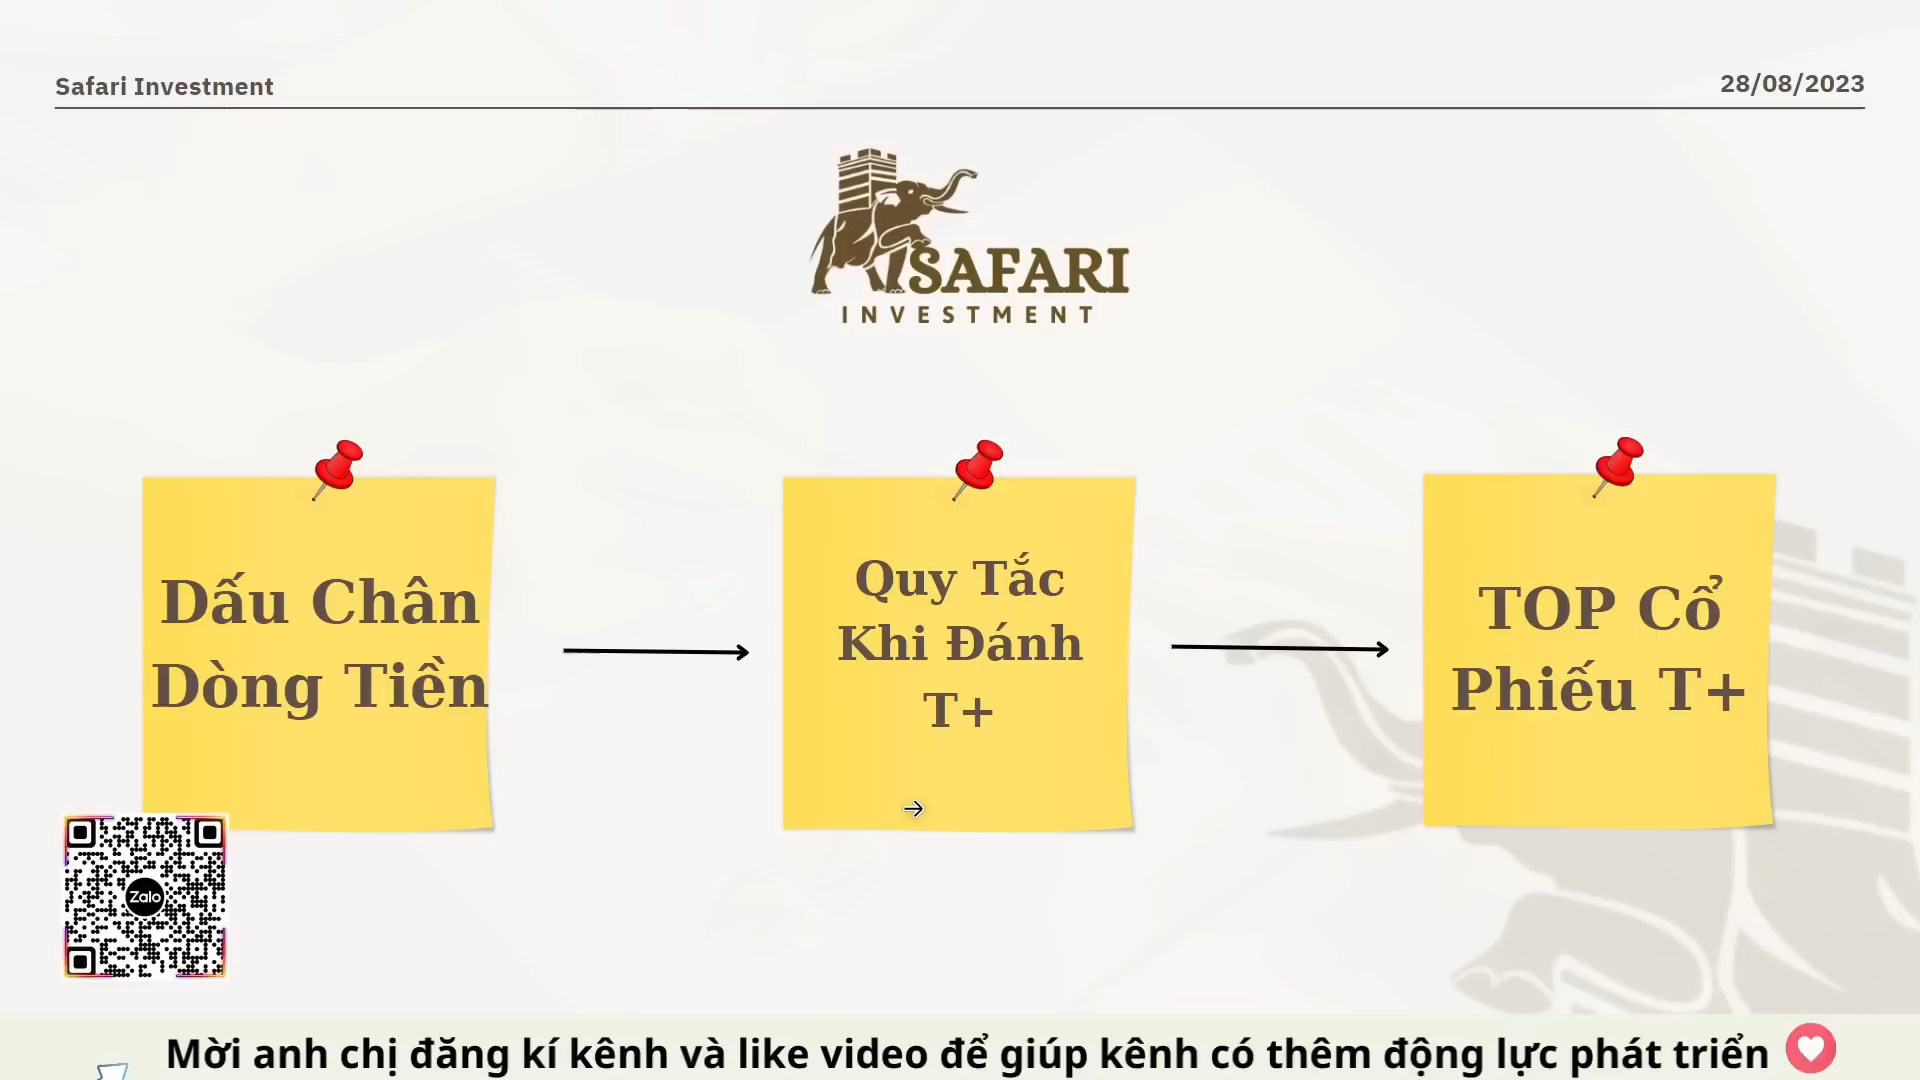 Safari Investment
28/08/2023
SAFARI
INVESTMENT
Dấu Chân
Dòng Tiền
Quy Tắc
Khi Đánh
T+
TOP Cổ
Phiếu T+
Zalo
Mời anh chị đăng kí kênh và like video để giúp kênh có thêm động lực phát triển